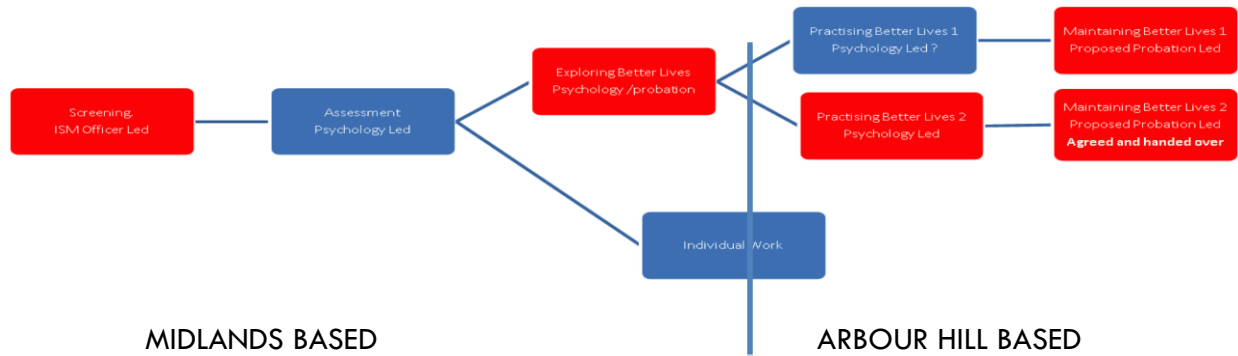 Screening.
ISM Officer Led
Assessment
Psychology Led
Exploring Better Lives
Psychology /probation
Individual Work
Practising Better Lives 1
Psychology Led ?
Practising Better Lives 2
Psychology Led
Maintaining Better Lives 1
Proposed Probation Led
Maintaining Better Lives 2
Proposed Probation Led
Agreed and handed over
MIDLANDS BASED
ARBOUR HILL BASED